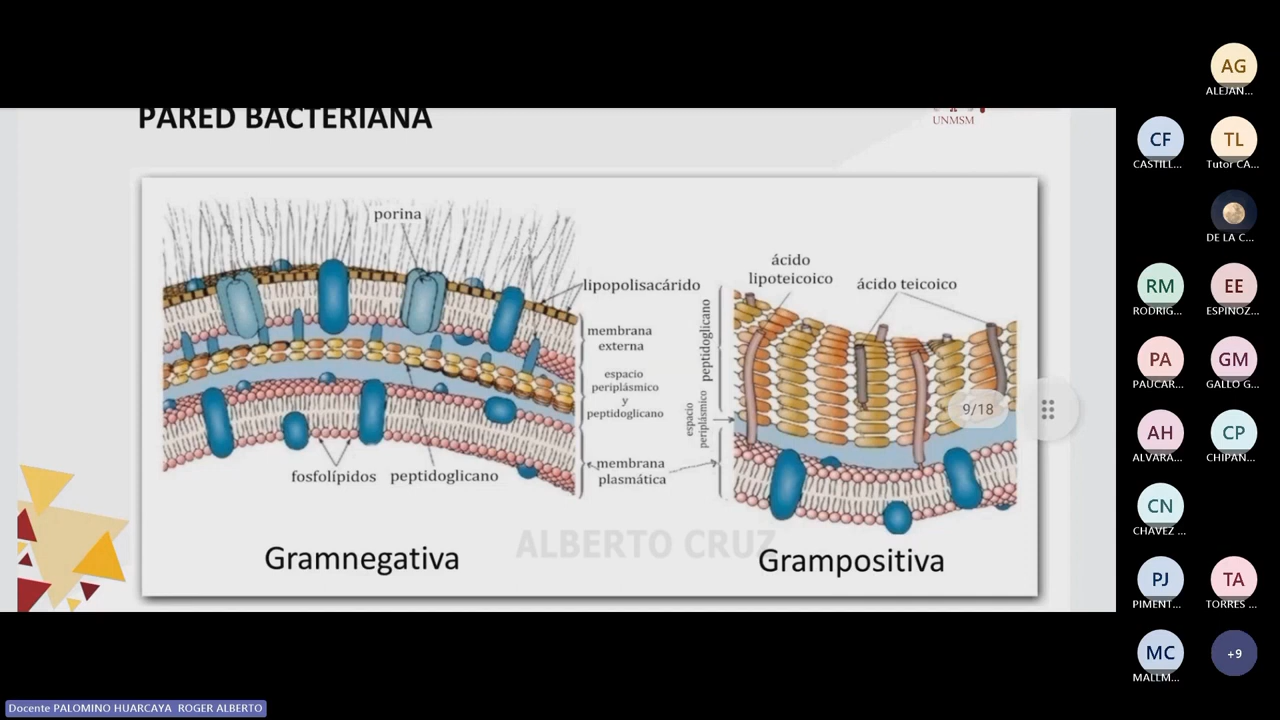 PARED BACTERIANA
UNMSM
porina
lipopolisacárido
membrana
externa
espacio
periplásmico
y
peptidoglicano
membrana
plasmática
fosfolípidos
peptidoglicano
Gramnegativa
ácido
lipoteicoico
ácido teicoico
peptidoglicano
espacio
periplásmico
Grampositiva
ALBERTO CRUZ
9/18
AG
ALEJAN...
CF
CASTILL...
TL
Tutor CA...
DE LA C...
RM
RODRIG...
EE
ESPINOZ...
PA
PAUCAR...
GM
GALLO G...
AH
ALVARA...
CP
CHIPAN...
CN
CHAVEZ ...
PJ
PIMENT...
TA
TORRES ...
MC
MALLM...
+9
Docente PALOMINO HUARCAYA ROGER ALBERTO